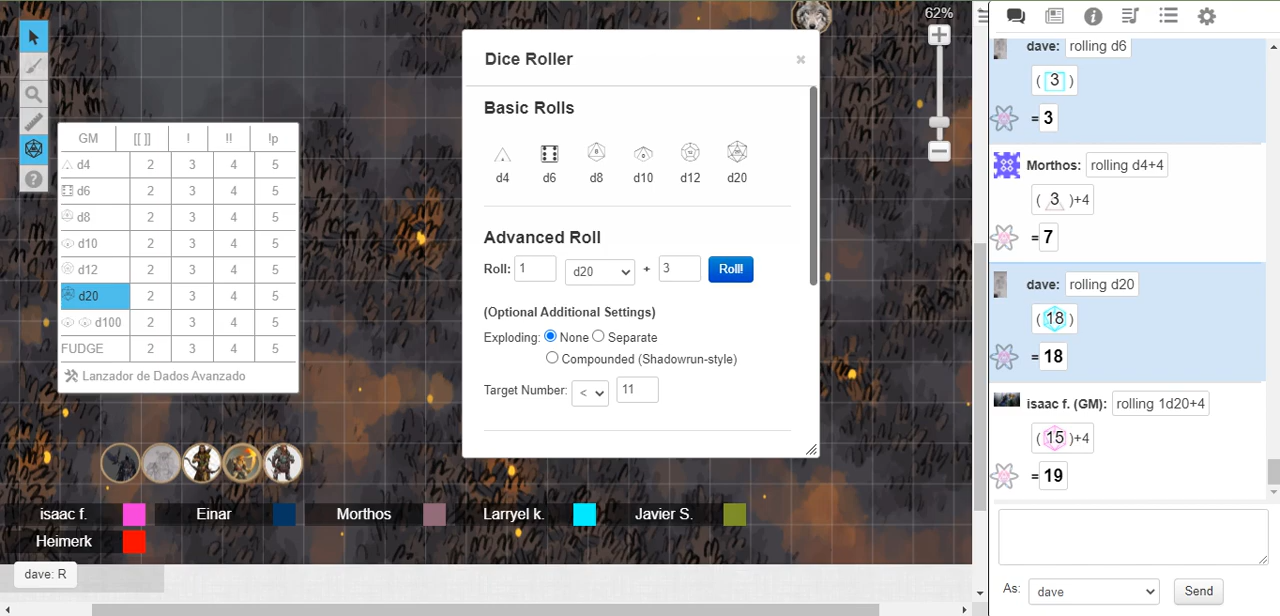 62%
GM [[ ]] ! !! !p
d4 2 3 4 5
d6 2 3 4 5
d8 2 3 4 5
d10 2 3 4 5
d12 2 3 4 5
d20 2 3 4 5
d100 2 3 4 5
FUDGE 2 3 4 5
Lanzador de Dados Avanzado
Dice Roller ×
Basic Rolls
d4 d6 d8 d10 d12 d20
Advanced Roll
Roll: 1 d20 + 3 Roll!
(Optional Additional Settings)
Exploding: None Separate
Compounded (Shadowrun-style)
Target Number: < 11
isaac f. Einar Morthos Larryel k. Javier S.
Heimerk
dave: R
dave: rolling d6
( 3 )
= 3
Morthos: rolling d4+4
( 3 )+4
= 7
dave: rolling d20
( 18 )
= 18
isaac f. (GM): rolling 1d20+4
( 15 )+4
= 19
As: dave Send